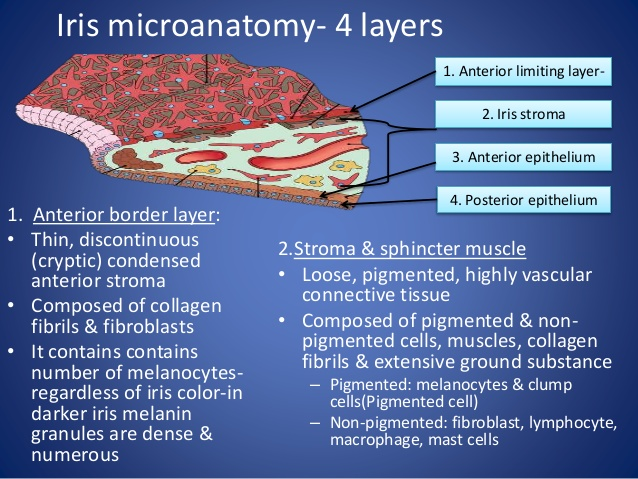 Iris microanatomy- 4 layers
1. Anterior limiting layer-
2. Iris stroma
3. Anterior epithelium
4. Posterior epithelium
1. Anterior border layer:
• Thin, discontinuous
(cryptic) condensed
anterior stroma
• Composed of collagen
fibrils & fibroblasts
• It contains contains
number of melanocytes-
regardless of iris color-in
darker iris melanin
granules are dense &
numerous
2.Stroma & sphincter muscle
• Loose, pigmented, highly vascular
connective tissue
• Composed of pigmented & non-
pigmented cells, muscles, collagen
fibrils & extensive ground substance
– Pigmented: melanocytes & clump
cells(Pigmented cell)
– Non-pigmented: fibroblast, lymphocyte,
macrophage, mast cells